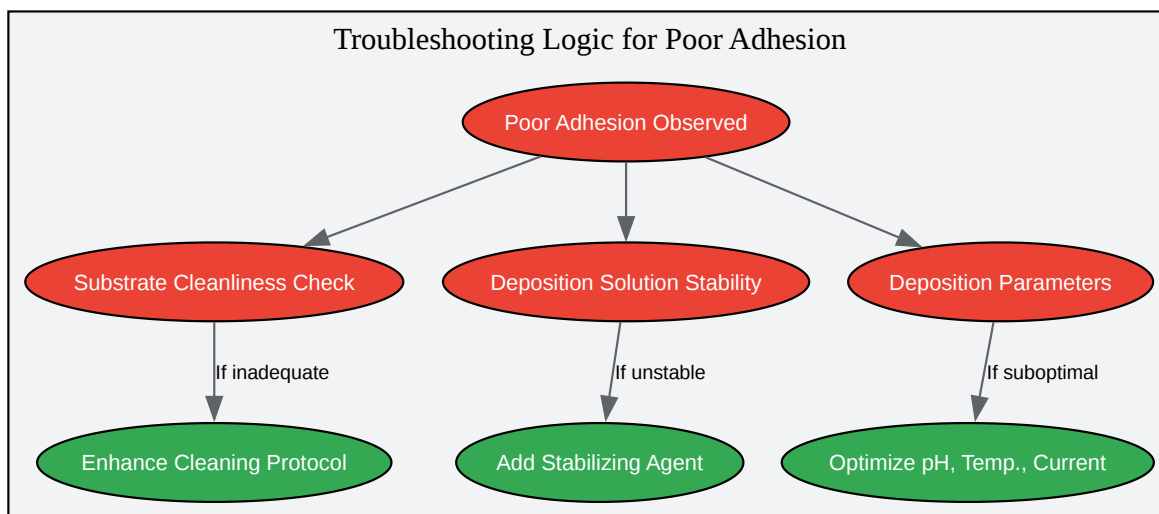 Troubleshooting Logic for Poor Adhesion
Poor Adhesion Observed
Substrate Cleanliness Check
Deposition Solution Stability
Deposition Parameters
If inadequate
If unstable
If suboptimal
Enhance Cleaning Protocol
Add Stabilizing Agent
Optimize pH, Temp., Current